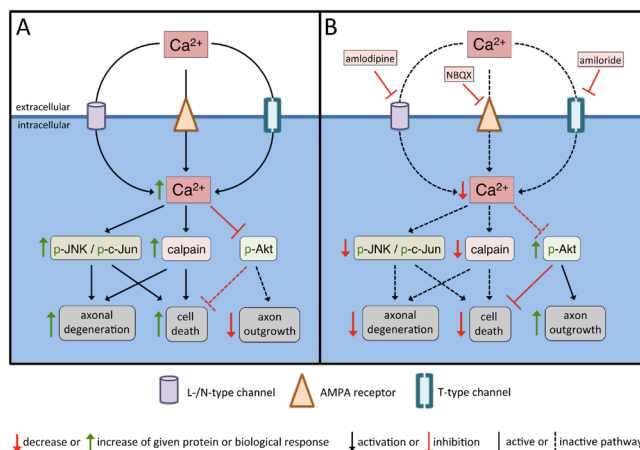 A
Ca2+
extracellular
intracellular
Ca2+
p-JNK / p-c-Jun
calpain
p-Akt
axonal
degeneration
cell
death
axon
outgrowth
B
Ca2+
amlodipine
NBQX
amiloride
Ca2+
p-JNK / p-c-Jun
calpain
p-Akt
axonal
degeneration
cell
death
axon
outgrowth
L-/N-type channel
AMPA receptor
T-type channel
decrease or increase of given protein or biological response activation or inhibition active or inactive pathway